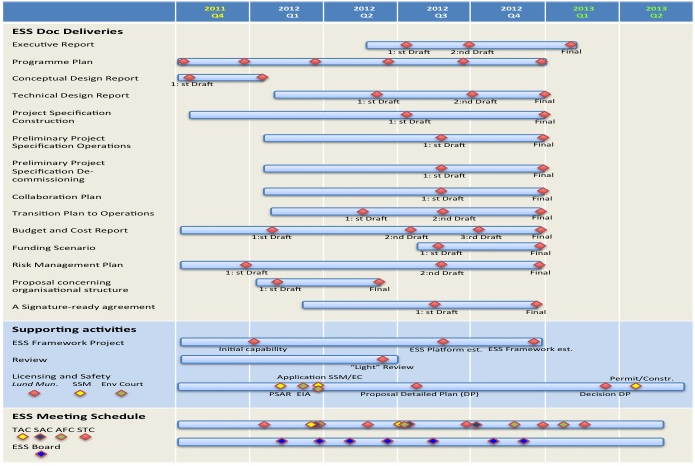 2011 2012 2012 2012 2012 2013 2013
Q4 Q1 Q2 Q3 Q4 Q1 Q2
ESS Doc Deliveries
Executive Report
1: st Draft 2:nd Draft Final
Programme Plan
Conceptual Design Report
1: st Draft
Technical Design Report
1: st Draft 2:nd Draft Final
Project Specification
Construction
1: st Draft Final
Preliminary Project
Specification Operations
1: st Draft Final
Preliminary Project
Specification De-
commissioning
1: st Draft Final
Collaboration Plan
1: st Draft Final
Transition Plan to Operations
1: st Draft 2:nd Draft Final
Budget and Cost Report
1:st Draft 2:nd Draft 3:rd Draft Final
Funding Scenario
1: st Draft Final
Risk Management Plan
1: st Draft 2:nd Draft Final
Proposal concerning
organisational structure
1: st Draft Final
A Signature-ready agreement
1: st Draft Final
Supporting activities
ESS Framework Project
Initial capability ESS Platform est. ESS Framework est.
Review
"Light" Review
Licensing and Safety
Application SSM/EC Permit/Constr.
Lund Mun. SSM Env Court
PSAR EIA Proposal Detailed Plan (DP) Decision DP
ESS Meeting Schedule
TAC SAC AFC STC
ESS Board